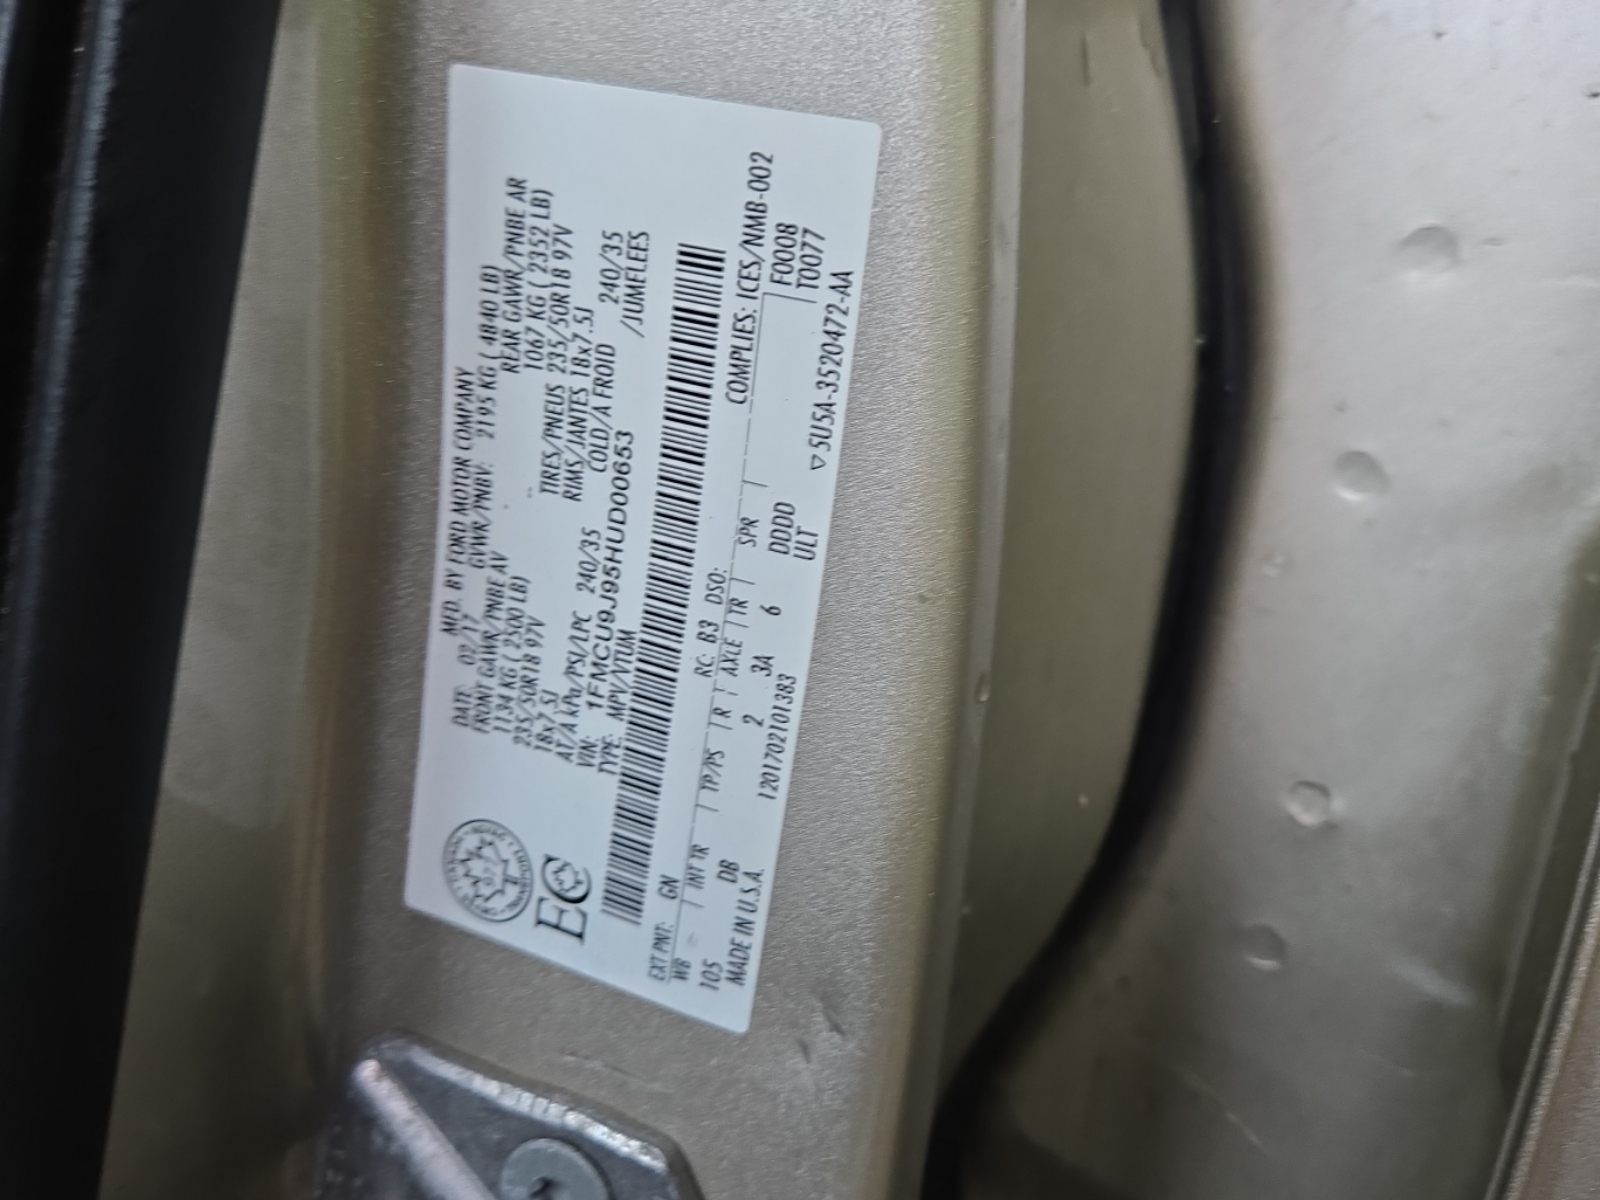 MFD. BY FORD MOTOR COMPANY
DATE: 02/17 GVWR/PNBV: 2195 KG ( 4840 LB)
FRONT GAWR/PNBE AV REAR GAWR/PNBE AR
1134 KG ( 2500 LB) 1067 KG ( 2352 LB)
235/50R18 97V TIRES/PNEUS 235/50R18 97V
18x7.5J RIMS/JANTES 18x7.5J
AT/A kPa/PSI/LPC 240/35 COLD/A FROID 240/35
VIN: 1FMCU9J95HUD00653 /JUMELEES
TYPE: MPV/VTUM
EC
EXT PNT: GN RC: B3 DSO: COMPLIES: ICES/NMB-002
WB INT TR TP/PS R AXLE TR SPR F0008
105 DB 2 3A 6 DDDD T0077
MADE IN U.S.A. 1201702101383 ULT ▽5U5A-3520472-AA